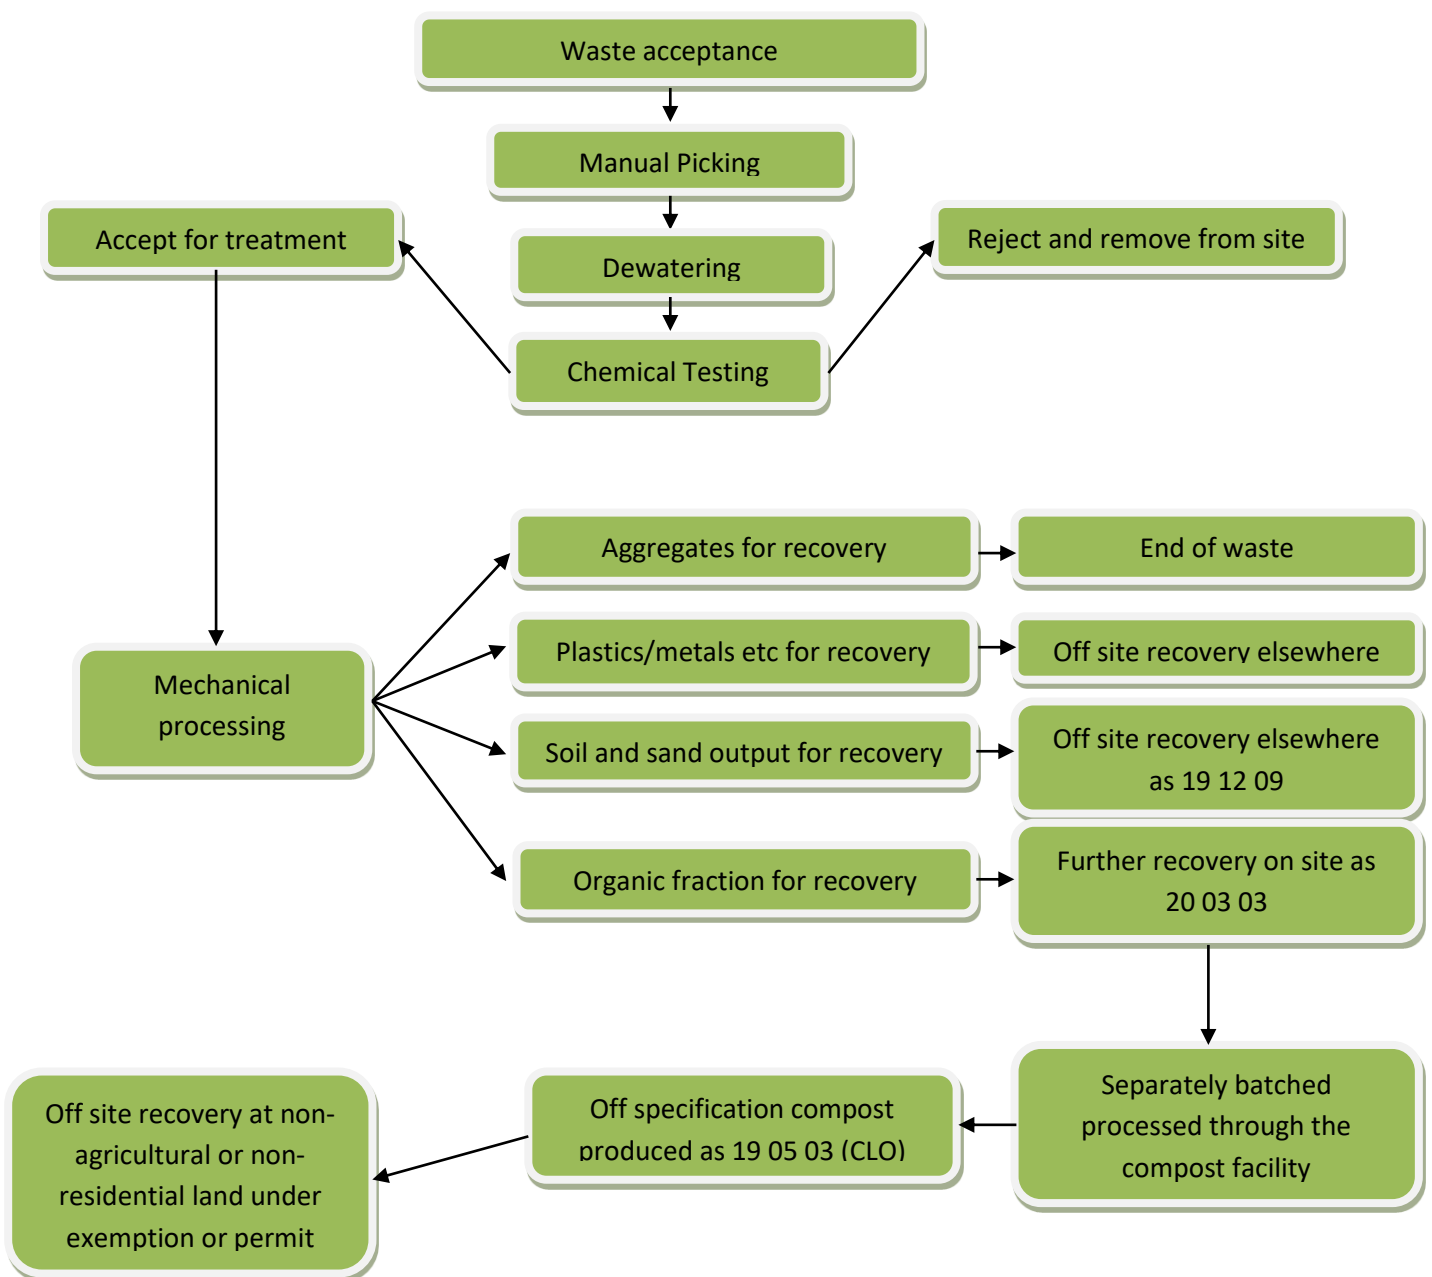 Waste acceptance
Manual Picking
Accept for treatment
Dewatering
Reject and remove from site
Chemical Testing
Aggregates for recovery
End of waste
Mechanical
processing
Plastics/metals etc for recovery
Off site recovery elsewhere
Soil and sand output for recovery
Off site recovery elsewhere
as 19 12 09
Organic fraction for recovery
Further recovery on site as
20 03 03
Separately batched
processed through the
compost facility
Off specification compost
produced as 19 05 03 (CLO)
Off site recovery at non-
agricultural or non-
residential land under
exemption or permit